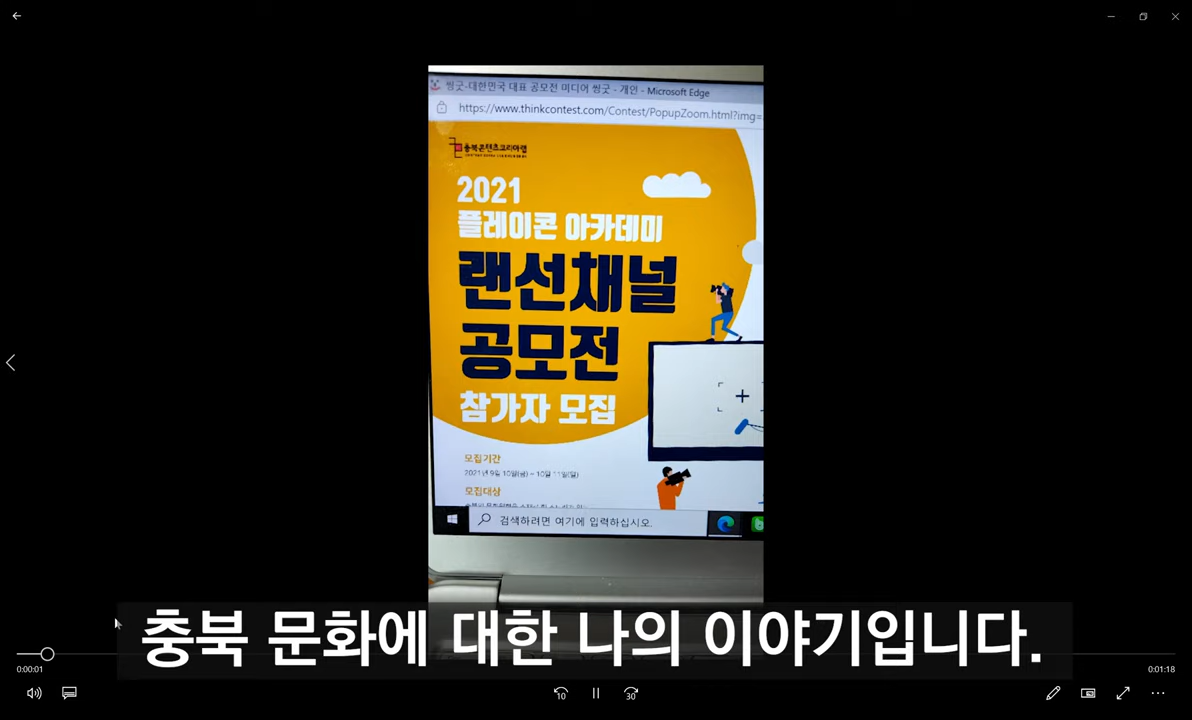 씽굿-대한민국 대표 공모전 미디어 씽굿 - 개인 - Microsoft Edge
https://www.thinkcontest.com/Contest/PopupZoom.html?img=
충북콘텐츠코리아랩
2021
플레이콘 아카데미
랜선채널
공모전
참가자 모집
모집기간
2021년 9월 10일(금) ~ 10월 11일(월)
모집대상
검색하려면 여기에 입력하십시오.
충북 문화에 대한 나의 이야기입니다.
0:00:01
0:01:18
10
30